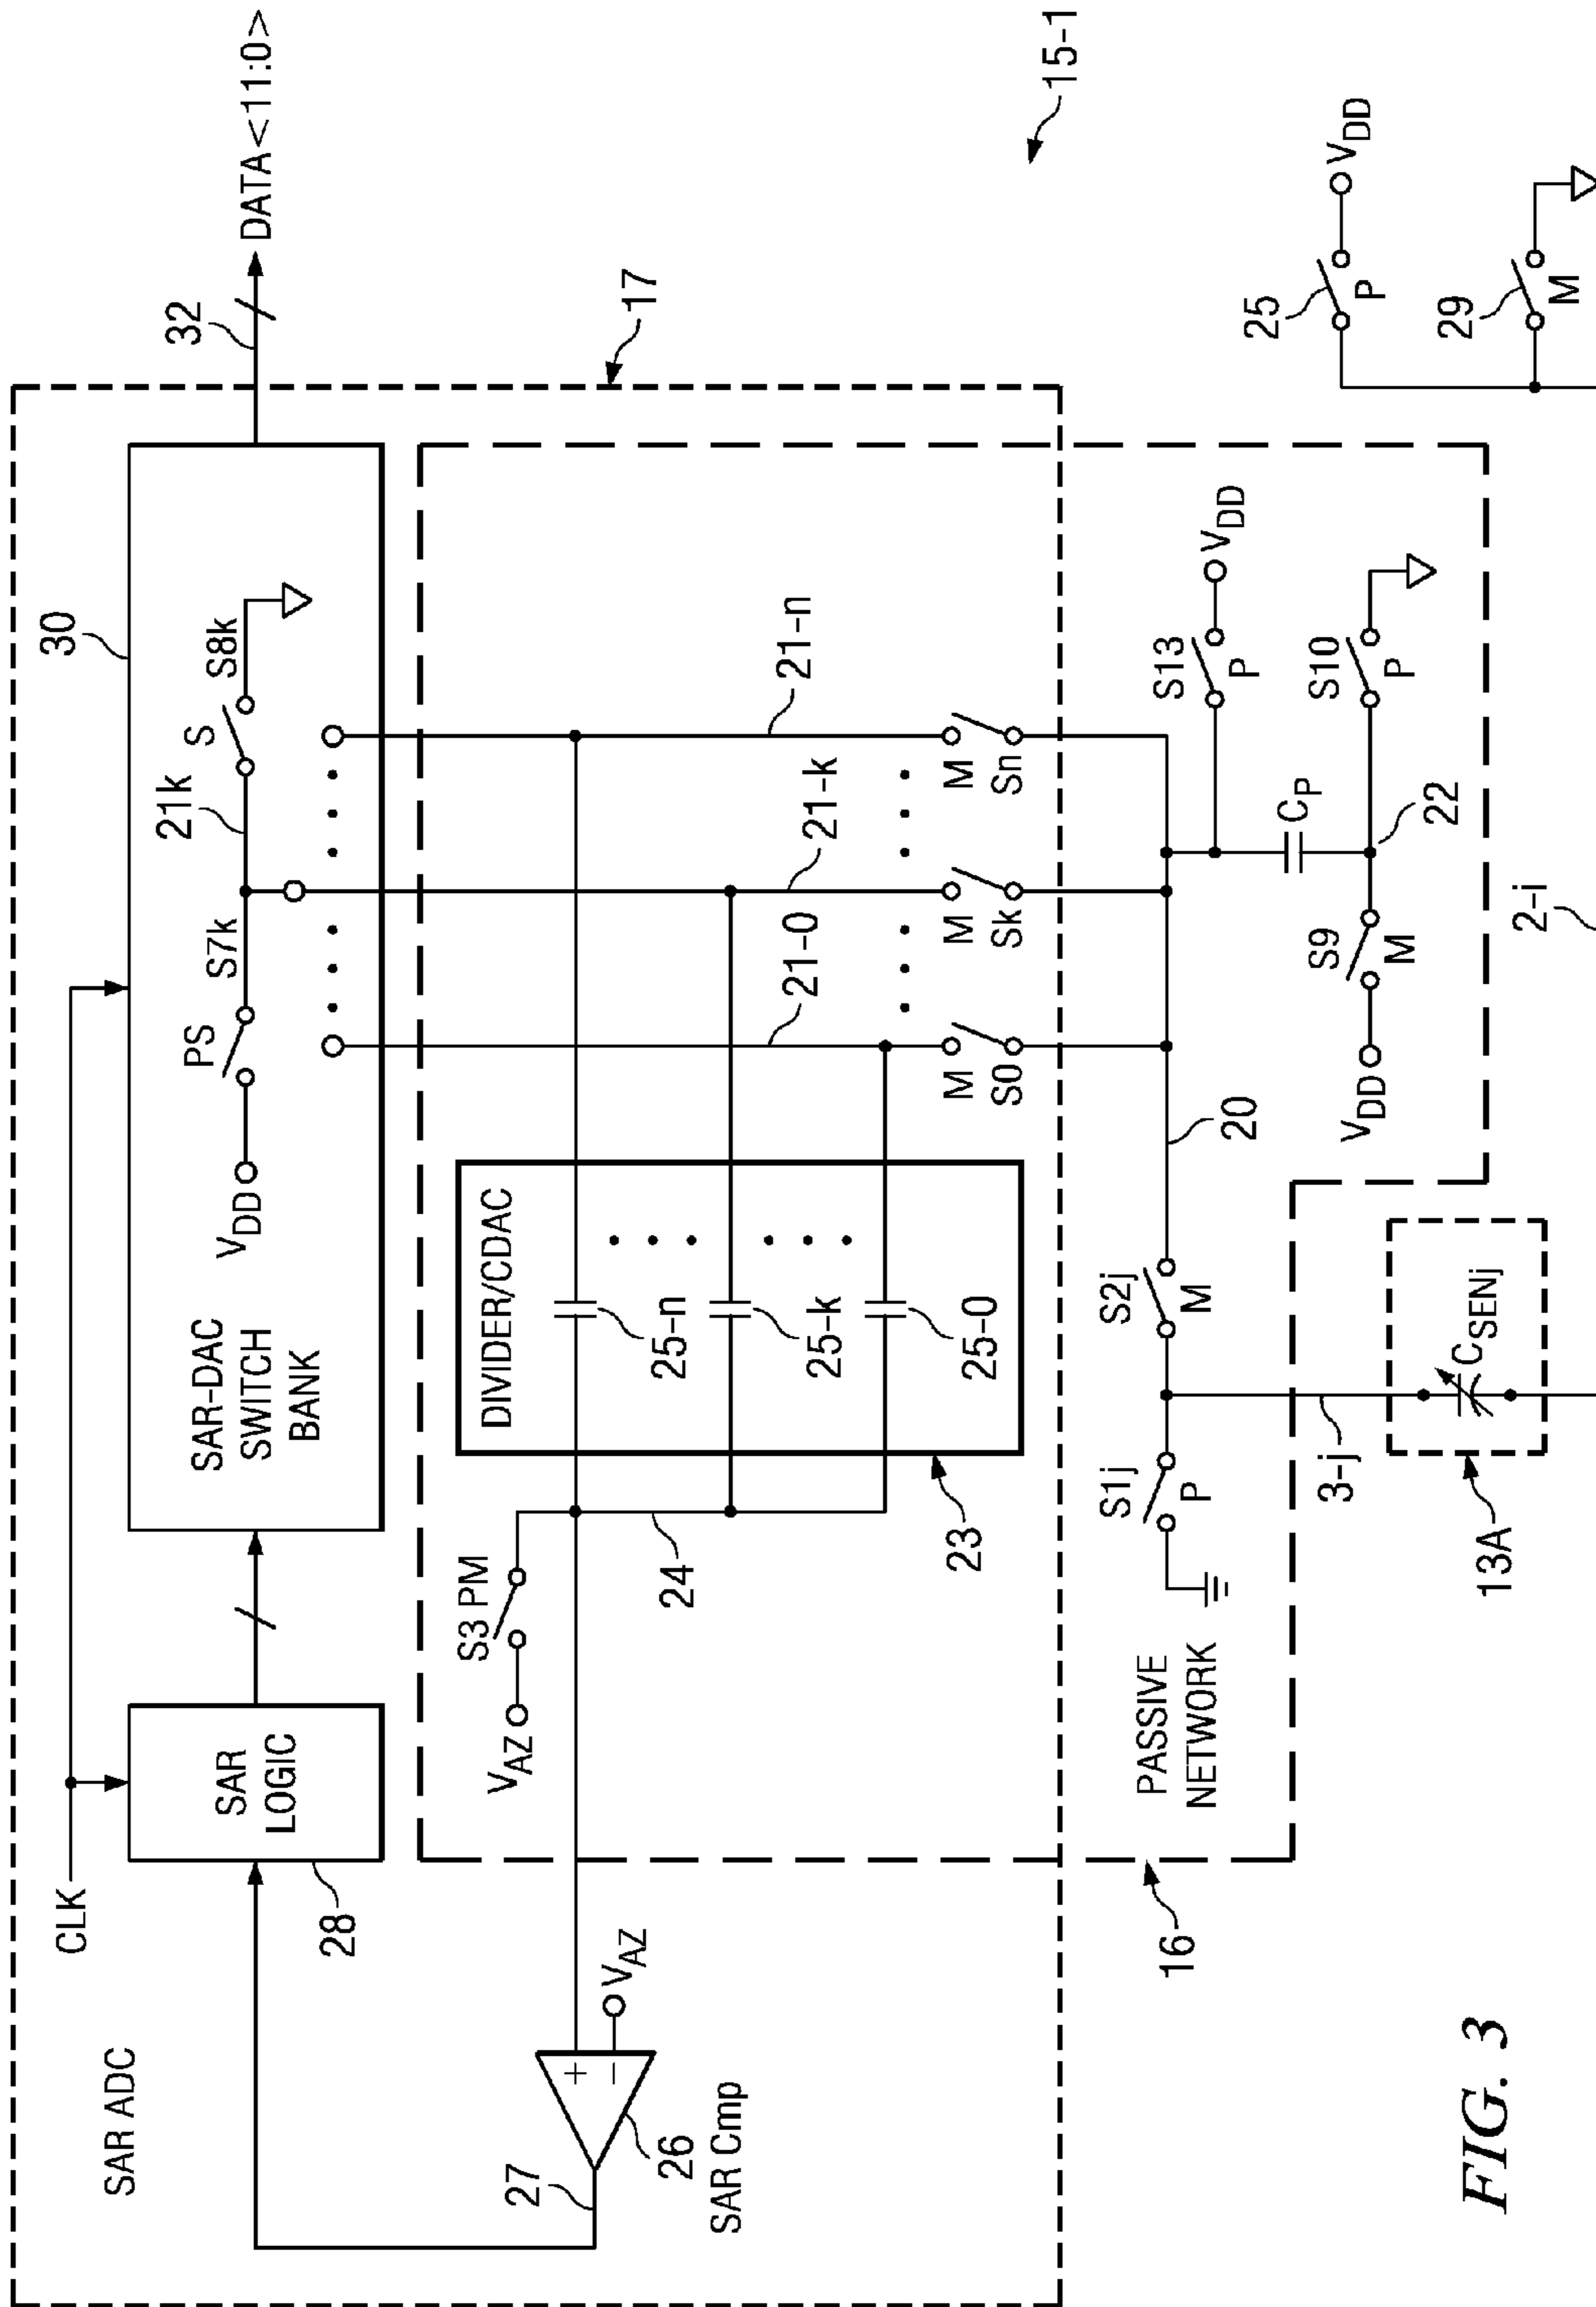 SAR ADC
CLK
SAR
LOGIC
28
SAR-DAC
SWITCH
BANK
30
VDD
PS
S7k
21k
S
S8k
32
DATA <11:0>
17
15-1
27
26
SAR Cmp
+
−
VAZ
VAZ
S3 PM
24
DIVIDER/CDAC
25-n
25-k
25-0
23
21-0
21-k
21-n
M
S0
M
Sk
M
Sn
PASSIVE
NETWORK
16
S1j
P
S2j
M
20
S13
P
VDD
CP
S9
M
VDD
S10
P
22
3-j
CSENj
13A
2-i
25
P
VDD
29
M
FIG. 3